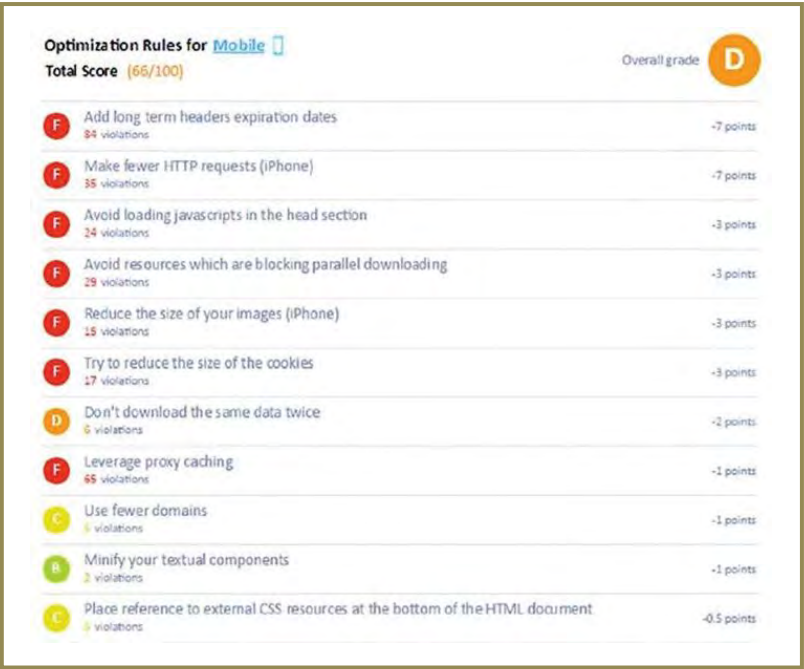 Optimization Rules for Mobile
Total Score (66/100)
Overall grade D
F Add long term headers expiration dates -7 points
84 violations
F Make fewer HTTP requests (iPhone) -7 points
35 violations
F Avoid loading javascripts in the head section -3 points
24 violations
F Avoid resources which are blocking parallel downloading -3 points
29 violations
F Reduce the size of your images (iPhone) -3 points
15 violations
F Try to reduce the size of the cookies -3 points
17 violations
D Don't download the same data twice -2 points
6 violations
F Leverage proxy caching -1 points
65 violations
C Use fewer domains -1 points
violations
B Minify your textual components -1 points
2 violations
C Place reference to external CSS resources at the bottom of the HTML document -0.5 points
violations